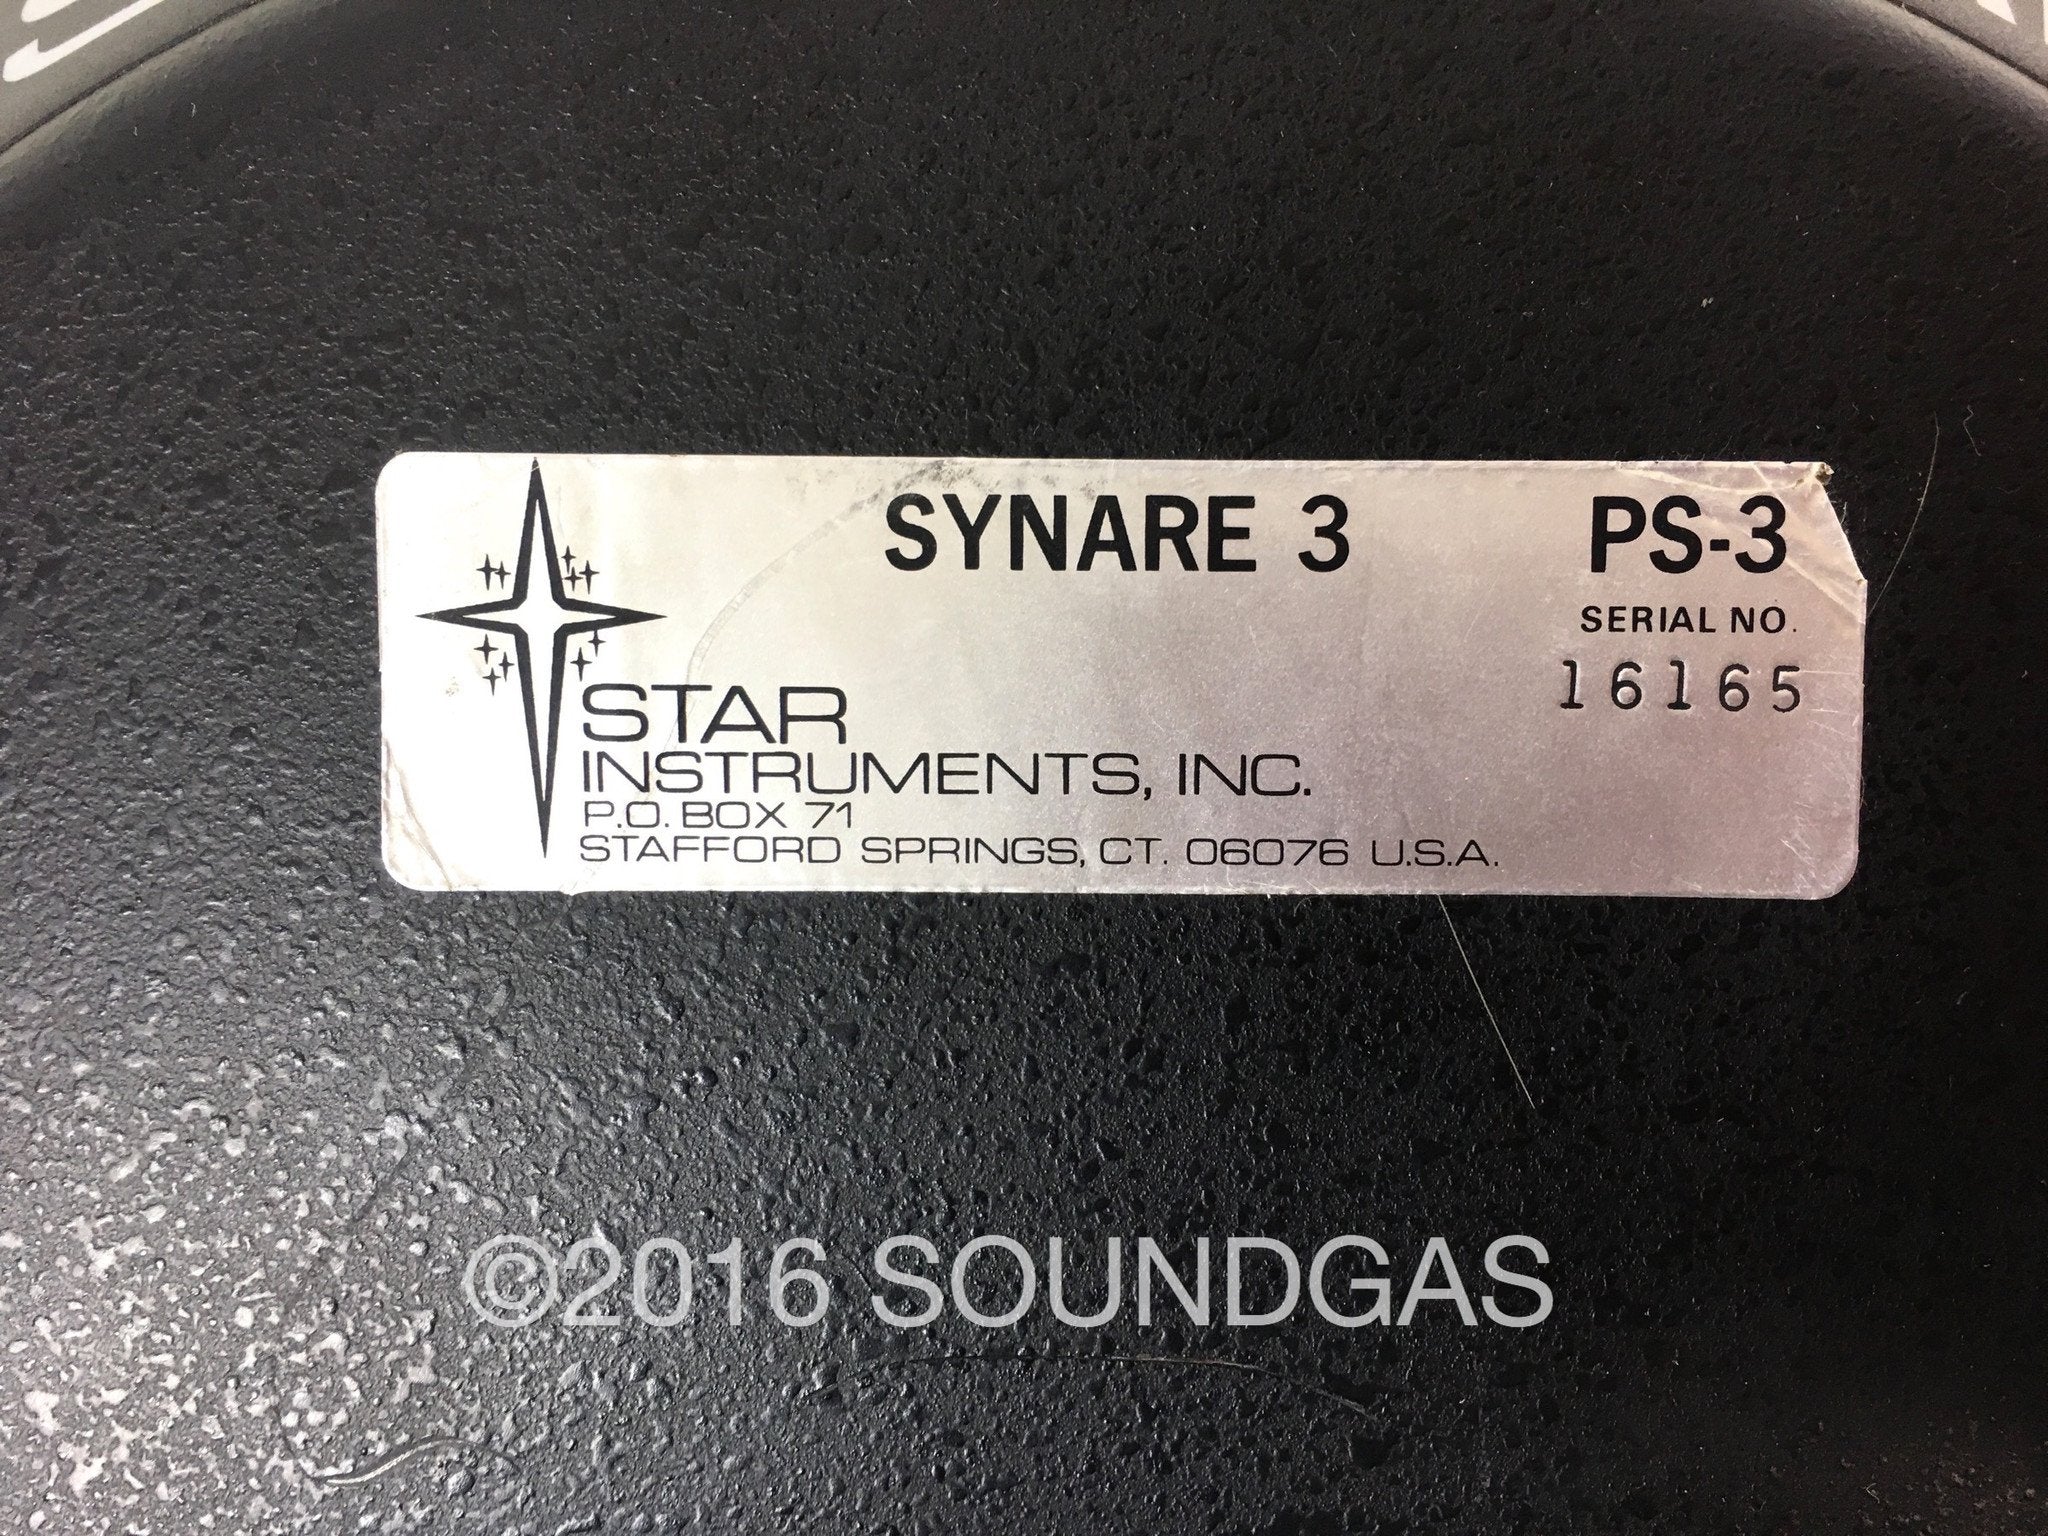 SYNARE 3 PS-3
SERIAL NO.
16165
STAR
INSTRUMENTS, INC.
P.O. BOX 71
STAFFORD SPRINGS, CT. 06076 U.S.A.
©2016 SOUNDGAS